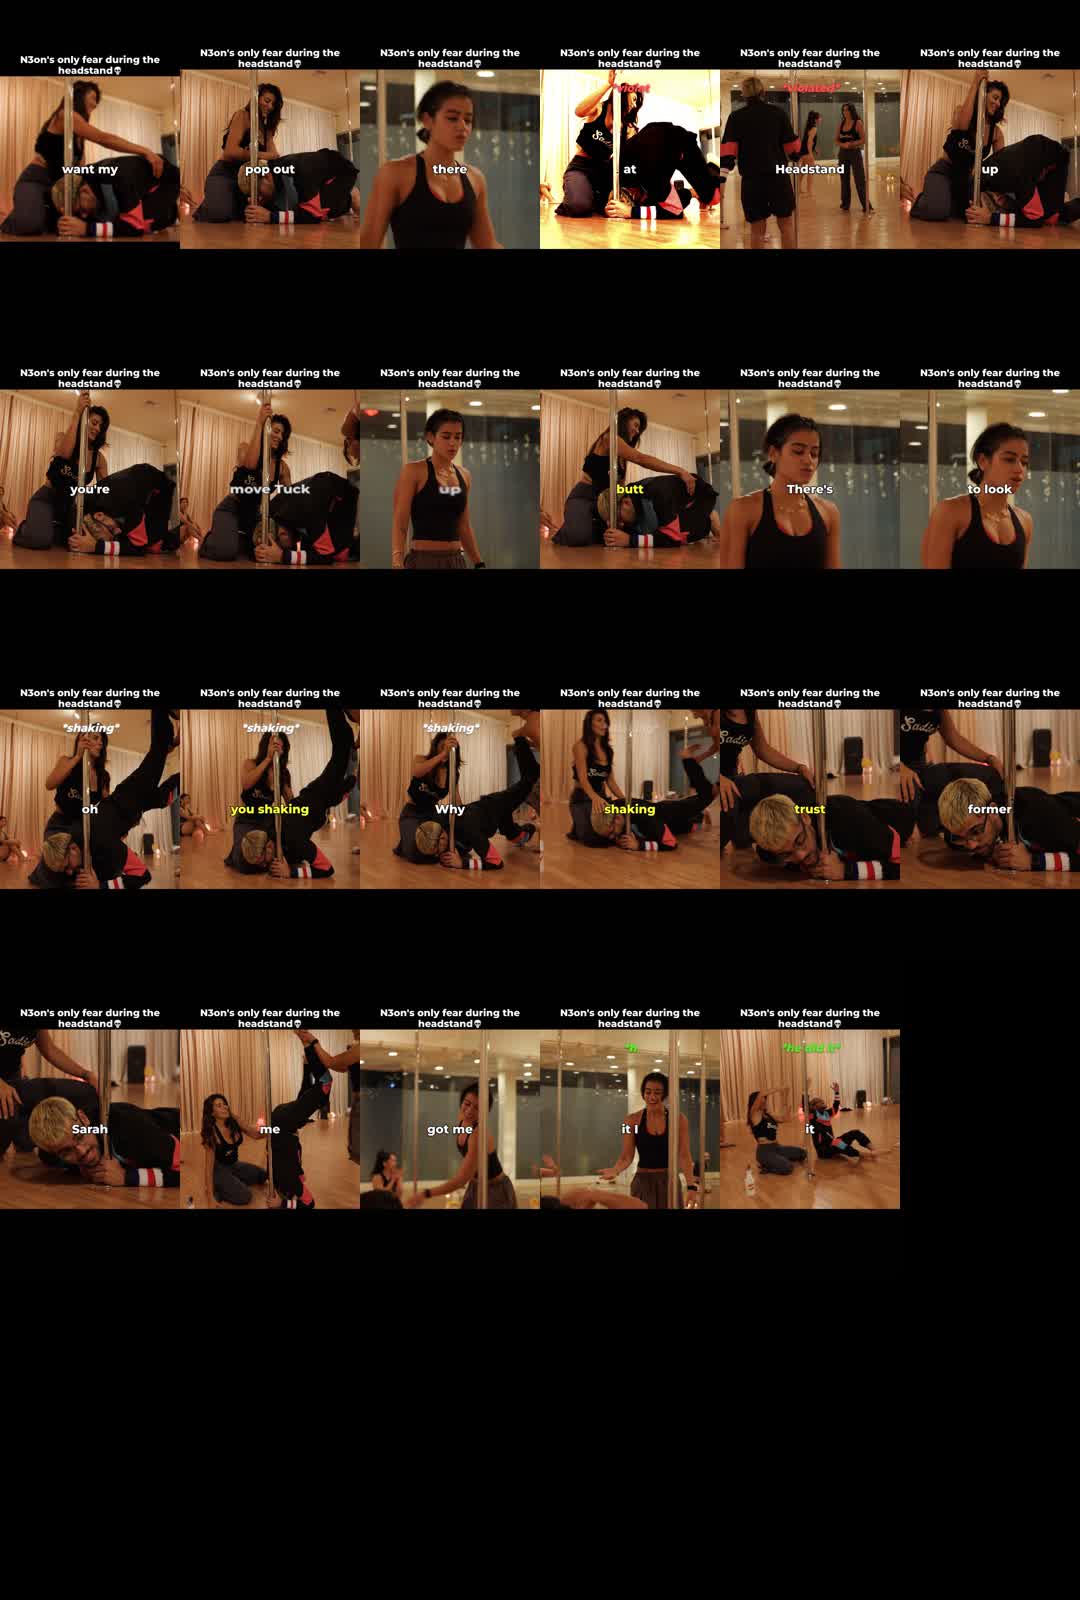 N3on's only fear during the
headstand💀
want my
N3on's only fear during the
headstand💀
pop out
N3on's only fear during the
headstand💀
there
N3on's only fear during the
headstand💀
*violat
Sadie
at
N3on's only fear during the
headstand💀
*violated*
Headstand
N3on's only fear during the
headstand💀
up
N3on's only fear during the
headstand💀
you're
N3on's only fear during the
headstand💀
move Tuck
N3on's only fear during the
headstand💀
up
N3on's only fear during the
headstand💀
butt
N3on's only fear during the
headstand💀
There's
N3on's only fear during the
headstand💀
to look
N3on's only fear during the
headstand💀
*shaking*
oh
N3on's only fear during the
headstand💀
*shaking*
you shaking
N3on's only fear during the
headstand💀
*shaking*
Why
N3on's only fear during the
headstand💀
shaking
N3on's only fear during the
headstand💀
trust
N3on's only fear during the
headstand💀
former
N3on's only fear during the
headstand💀
Sarah
N3on's only fear during the
headstand💀
me
N3on's only fear during the
headstand💀
got me
N3on's only fear during the
headstand💀
*h
it I
N3on's only fear during the
headstand💀
*he did it*
it